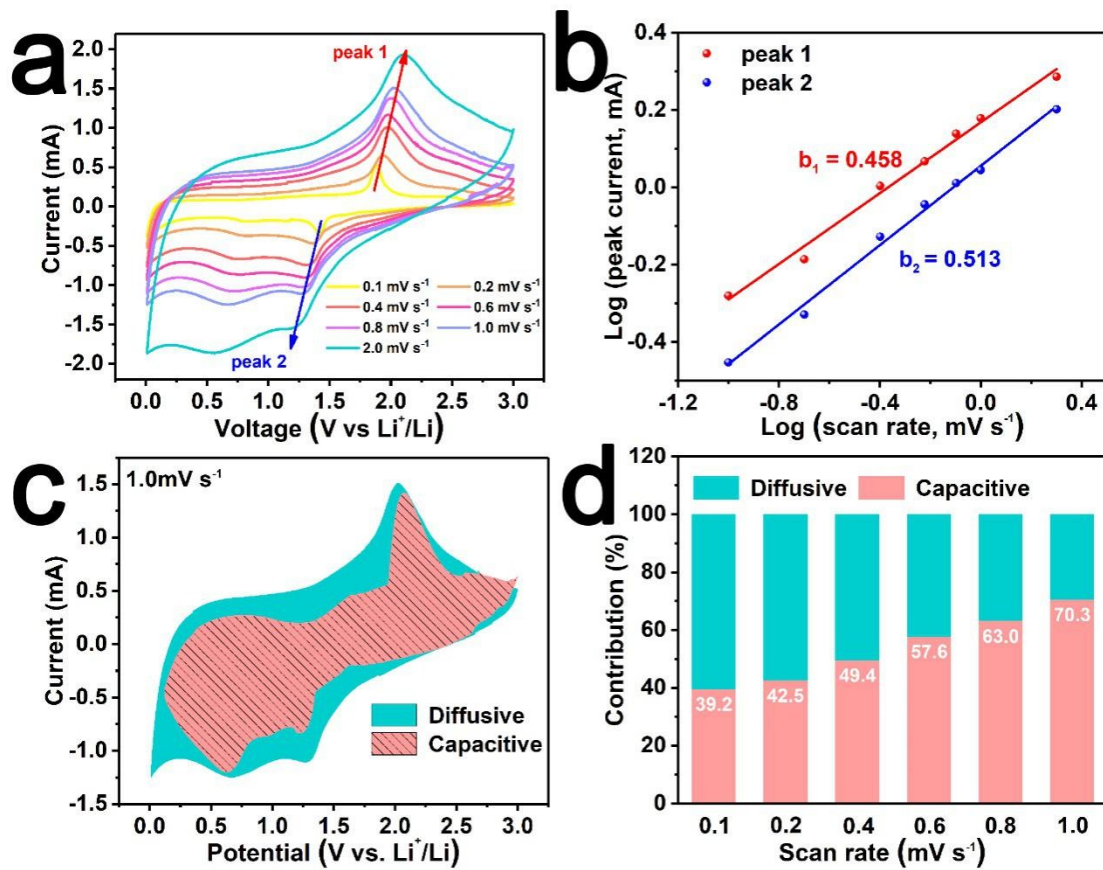 a
2.0
1.5
1.0
0.5
0.0
-0.5
-1.0
-1.5
-2.0
Current (mA)
peak 1
peak 2
0.1 mV s⁻¹
0.2 mV s⁻¹
0.4 mV s⁻¹
0.6 mV s⁻¹
0.8 mV s⁻¹
1.0 mV s⁻¹
2.0 mV s⁻¹
0.0 0.5 1.0 1.5 2.0 2.5 3.0
Voltage (V vs Li⁺/Li)
b
0.4
0.2
0.0
-0.2
-0.4
Log (peak current, mA)
peak 1
peak 2
b₁ = 0.458
b₂ = 0.513
-1.2 -0.8 -0.4 0.0 0.4
Log (scan rate, mV s⁻¹)
c
1.0mV s⁻¹
1.5
1.0
0.5
0.0
-0.5
-1.0
-1.5
Current (mA)
Diffusive
Capacitive
0.0 0.5 1.0 1.5 2.0 2.5 3.0
Potential (V vs. Li⁺/Li)
d
120
100
80
60
40
20
0
Contribution (%)
Diffusive Capacitive
39.2
42.5
49.4
57.6
63.0
70.3
0.1 0.2 0.4 0.6 0.8 1.0
Scan rate (mV s⁻¹)